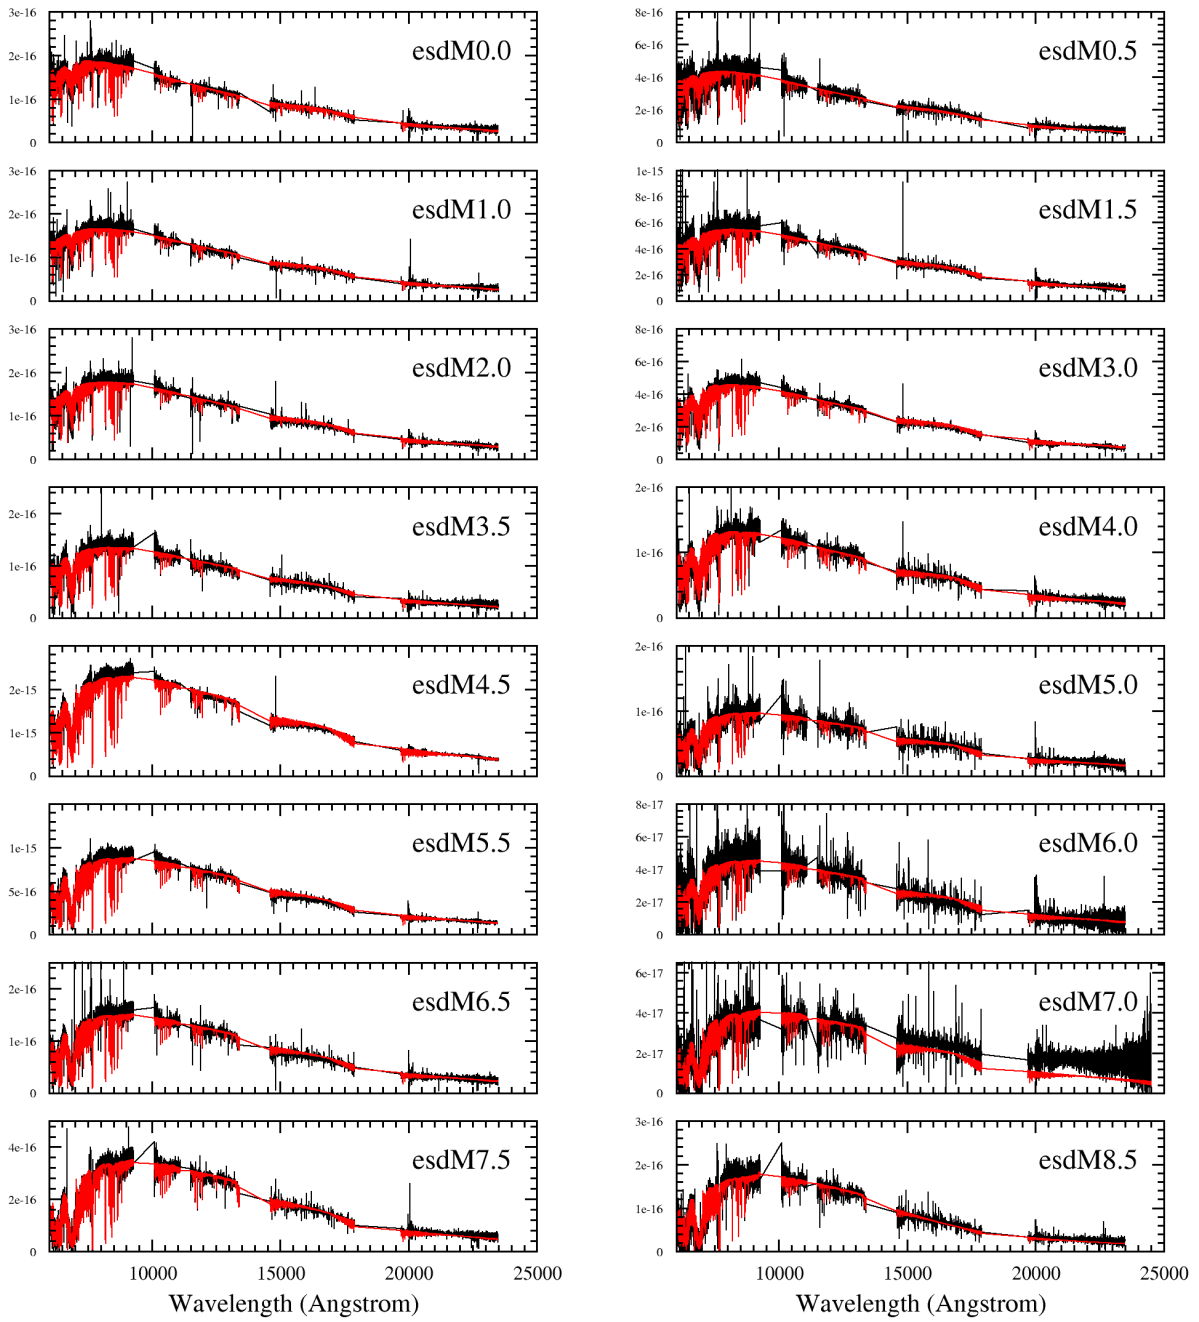 3e-16
2e-16
1e-16
0
esdM0.0
8e-16
6e-16
4e-16
2e-16
0
esdM0.5
3e-16
2e-16
1e-16
0
esdM1.0
1e-15
8e-16
6e-16
4e-16
2e-16
0
esdM1.5
3e-16
2e-16
1e-16
0
esdM2.0
8e-16
6e-16
4e-16
2e-16
0
esdM3.0
2e-16
1e-16
0
esdM3.5
2e-16
1e-16
0
esdM4.0
2e-15
1e-15
0
esdM4.5
2e-16
1e-16
0
esdM5.0
1e-15
5e-16
0
esdM5.5
8e-17
6e-17
4e-17
2e-17
0
esdM6.0
2e-16
1e-16
0
esdM6.5
6e-17
4e-17
2e-17
0
esdM7.0
4e-16
2e-16
0
esdM7.5
3e-16
2e-16
1e-16
0
esdM8.5
10000 15000 20000 25000
Wavelength (Angstrom)
10000 15000 20000 25000
Wavelength (Angstrom)